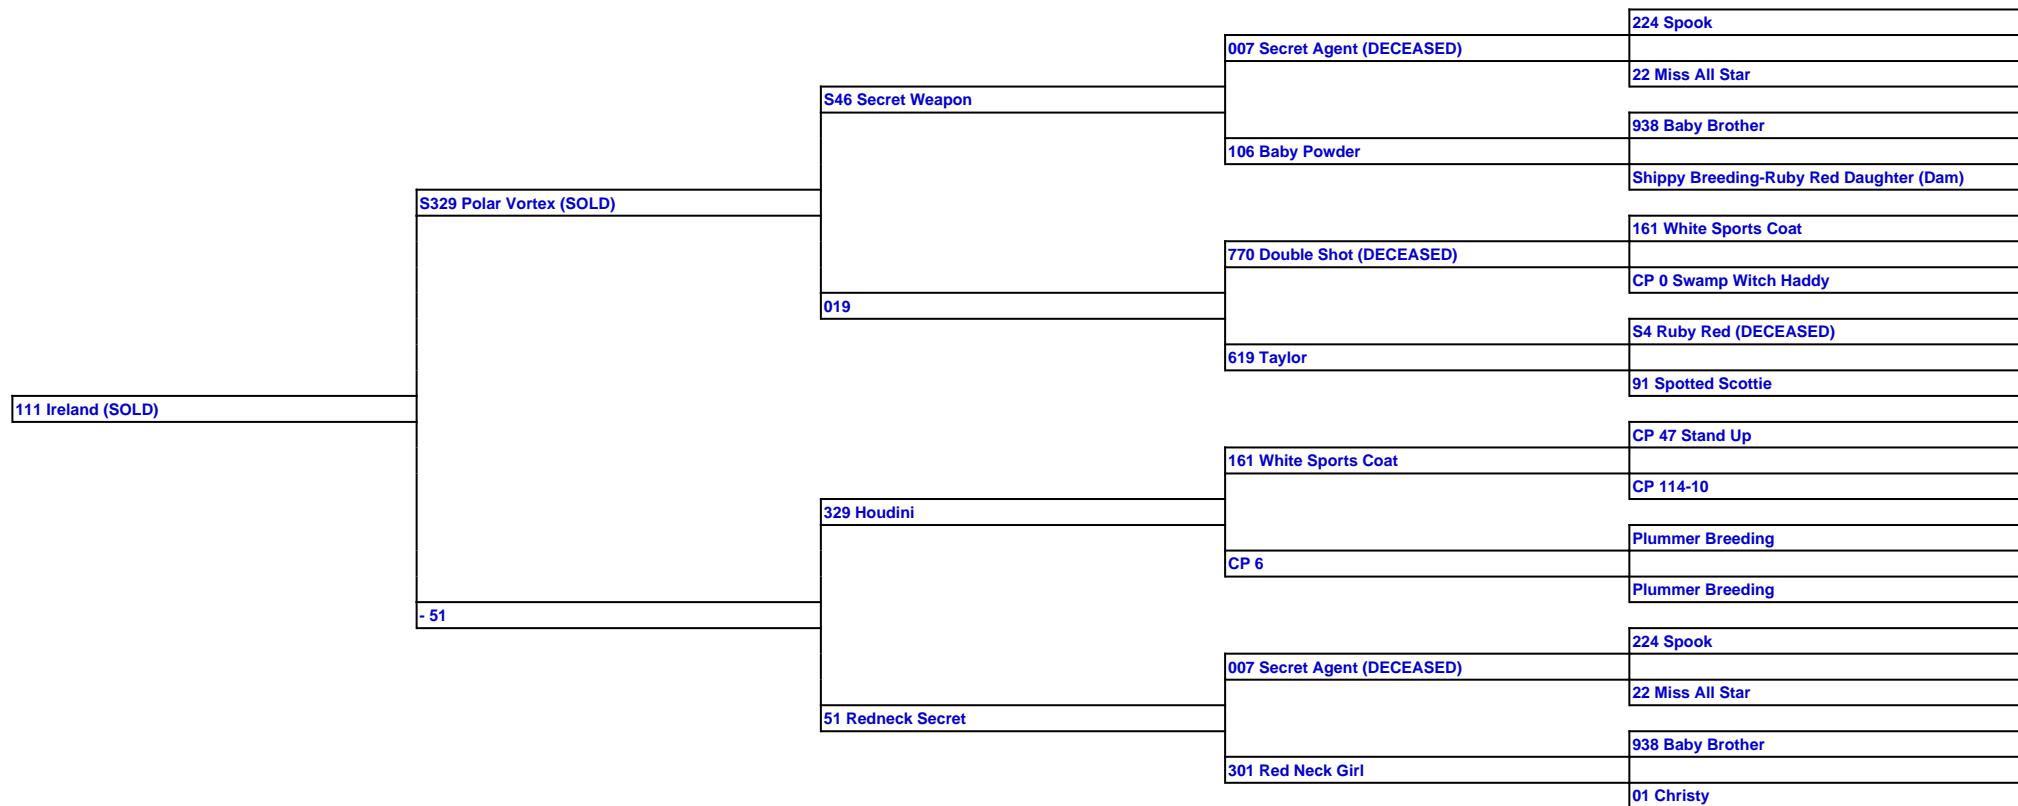 224 Spook
007 Secret Agent (DECEASED)
22 Miss All Star
S46 Secret Weapon
938 Baby Brother
106 Baby Powder
Shippy Breeding-Ruby Red Daughter (Dam)
S329 Polar Vortex (SOLD)
161 White Sports Coat
770 Double Shot (DECEASED)
CP 0 Swamp Witch Haddy
019
S4 Ruby Red (DECEASED)
619 Taylor
91 Spotted Scottie
111 Ireland (SOLD)
CP 47 Stand Up
161 White Sports Coat
CP 114-10
329 Houdini
Plummer Breeding
CP 6
Plummer Breeding
- 51
224 Spook
007 Secret Agent (DECEASED)
22 Miss All Star
51 Redneck Secret
938 Baby Brother
301 Red Neck Girl
01 Christy